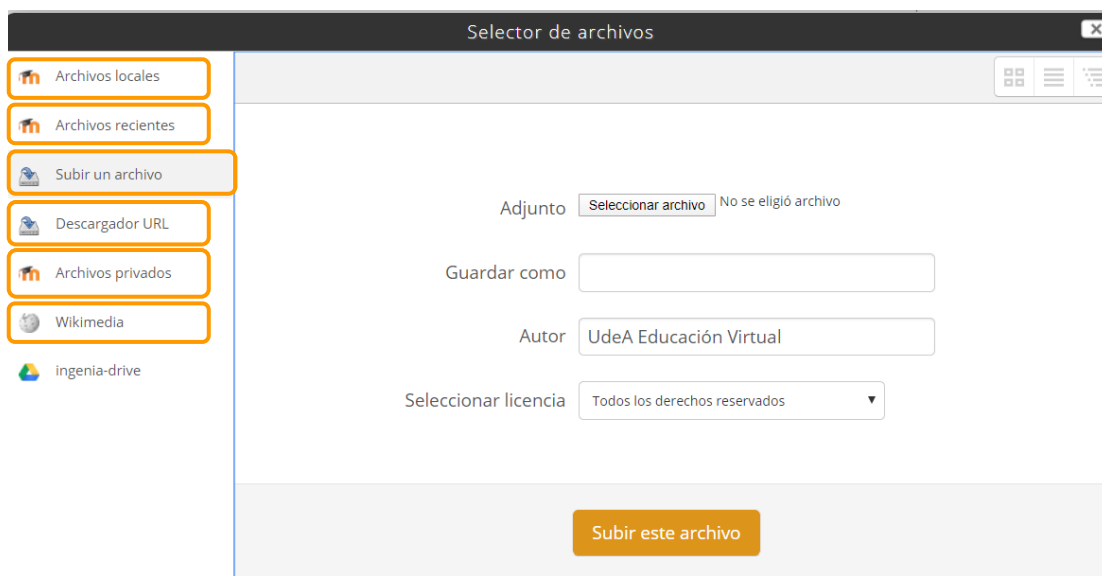 Selector de archivos
Archivos locales
Archivos recientes
Subir un archivo
Descargador URL
Archivos privados
Wikimedia
ingenia-drive
Adjunto Seleccionar archivo No se eligió archivo
Guardar como
Autor UdeA Educación Virtual
Seleccionar licencia Todos los derechos reservados
Subir este archivo